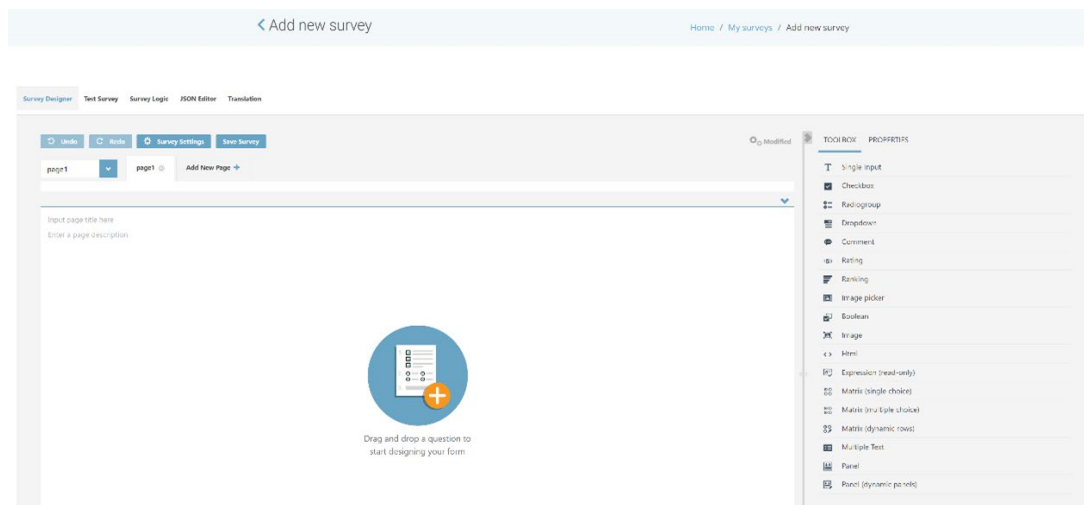 Add new survey
Home / My surveys / Add new survey
Survey Designer Test Survey Survey Logic JSON Editor Translation
Undo Redo Survey Settings Save Survey Modified
TOOLBOX PROPERTIES
page1 page1 Add New Page +
Single Input
Checkbox
Radiogroup
Dropdown
Comment
Rating
Ranking
Image picker
Boolean
Image
Html
Expression (read-only)
Matrix (single choice)
Matrix (multiple choice)
Matrix (dynamic rows)
Multiple Text
Panel
Panel (dynamic panels)
Input page title here
Enter a page description
Drag and drop a question to
start designing your form